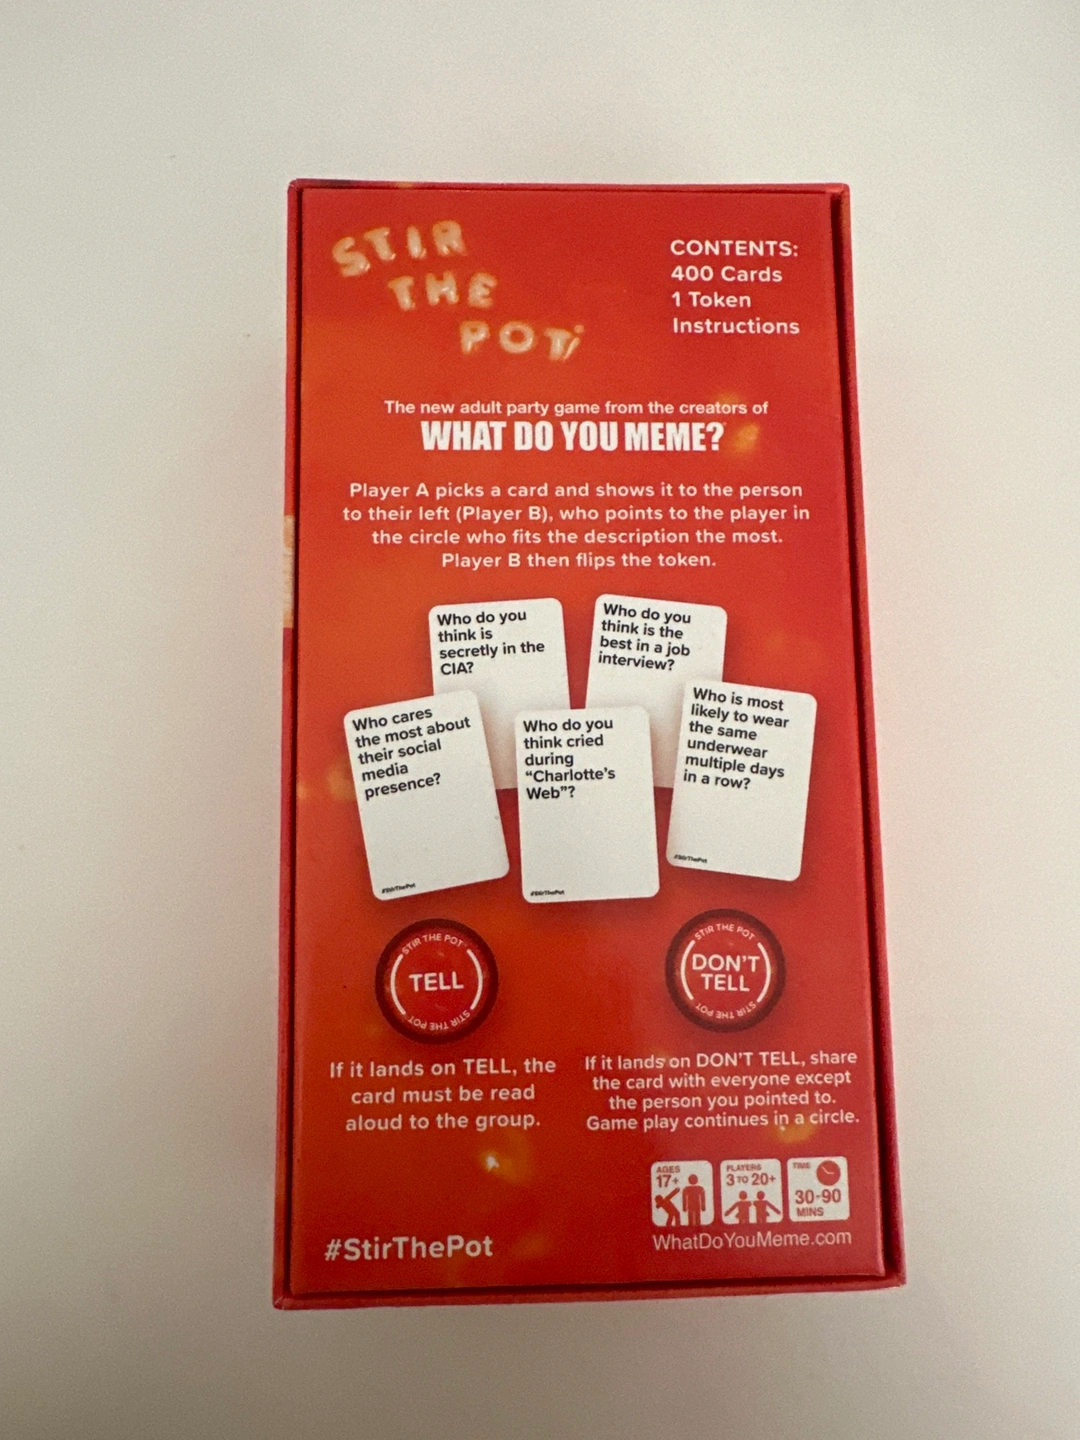 STIR
THE
POT
CONTENTS:
400 Cards
1 Token
Instructions
The new adult party game from the creators of
WHAT DO YOU MEME?
Player A picks a card and shows it to the person
to their left (Player B), who points to the player in
the circle who fits the description the most.
Player B then flips the token.
Who do you
think is
secretly in the
CIA?
Who do you
think is the
best in a job
interview?
Who cares
the most about
their social
media
presence?
#StirThePot
Who do you
think cried
during
“Charlotte’s
Web”?
#StirThePot
Who is most
likely to wear
the same
underwear
multiple days
in a row?
#StirThePot
STIR THE POT
TELL
STIR THE POT
STIR THE POT
DON’T
TELL
STIR THE POT
If it lands on TELL, the
card must be read
aloud to the group.
If it lands on DON’T TELL, share
the card with everyone except
the person you pointed to.
Game play continues in a circle.
AGES
17+
PLAYERS
3 TO 20+
TIME
30-90
MINS
#StirThePot
WhatDoYouMeme.com